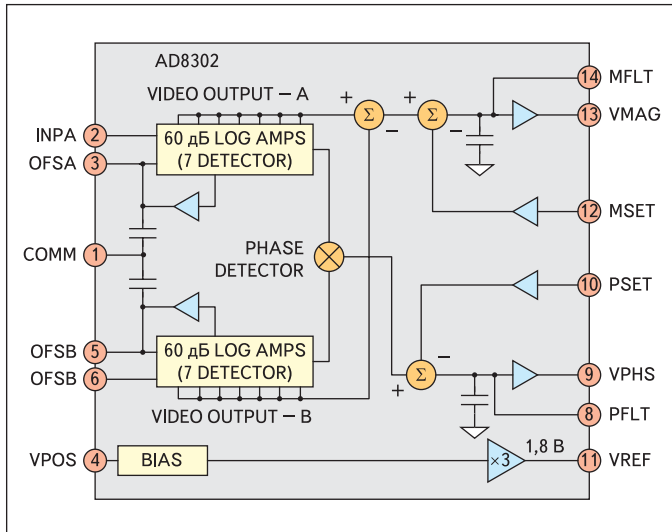 AD8302
14 MFLT
VIDEO OUTPUT – A
+ Σ –
+ Σ –
13 VMAG
INPA 2
60 дБ LOG AMPS
(7 DETECTOR)
OFSA 3
12 MSET
COMM 1
PHASE
DETECTOR
10 PSET
OFSB 5
60 дБ LOG AMPS
(7 DETECTOR)
+ Σ –
9 VPHS
OFSB 6
8 PFLT
VIDEO OUTPUT – B
VPOS 4
BIAS
×3
1,8 В
11 VREF